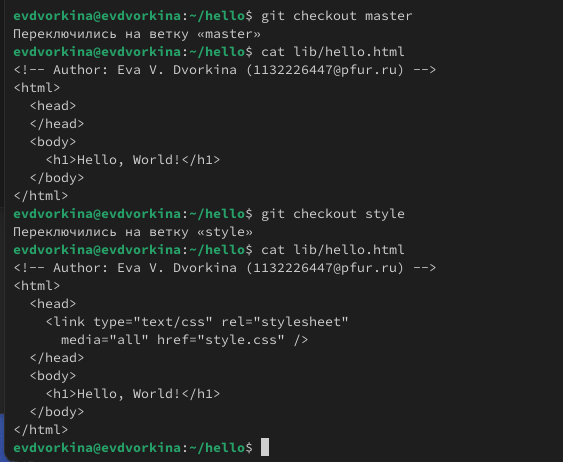 evdvorkina@evdvorkina:~/hello$ git checkout master
Переключились на ветку «master»
evdvorkina@evdvorkina:~/hello$ cat lib/hello.html
<!-- Author: Eva V. Dvorkina (1132226447@pfur.ru) -->
<html>
  <head>
  </head>
  <body>
    <h1>Hello, World!</h1>
  </body>
</html>
evdvorkina@evdvorkina:~/hello$ git checkout style
Переключились на ветку «style»
evdvorkina@evdvorkina:~/hello$ cat lib/hello.html
<!-- Author: Eva V. Dvorkina (1132226447@pfur.ru) -->
<html>
  <head>
    <link type="text/css" rel="stylesheet"
      media="all" href="style.css" />
  </head>
  <body>
    <h1>Hello, World!</h1>
  </body>
</html>
evdvorkina@evdvorkina:~/hello$